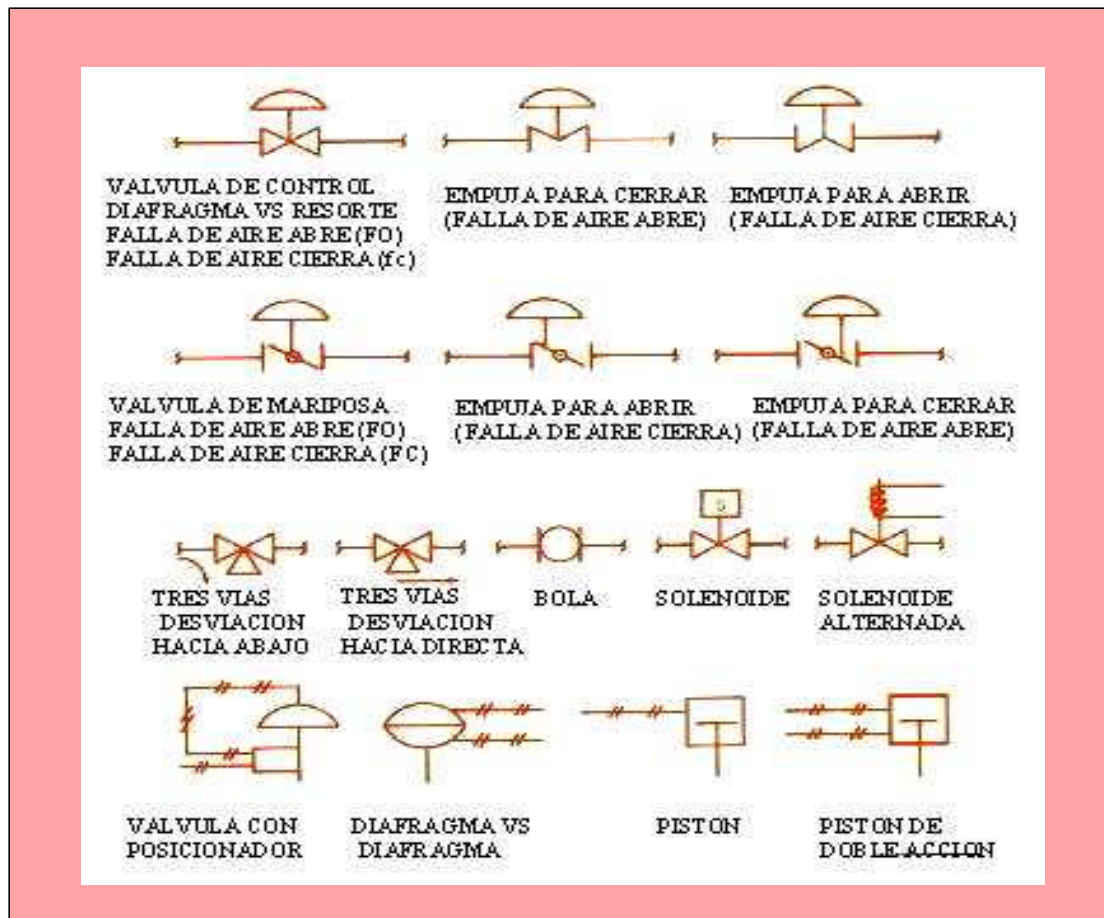 VALVULA DE CONTROL
DIAFRAGMA VS RESORTE
FALLA DE AIRE ABRE (FO)
FALLA DE AIRE CIERRA (fc)
EMPUJA PARA CERRAR
(FALLA DE AIRE ABRE)
EMPUJA PARA ABRIR
(FALLA DE AIRE CIERRA)
VALVULA DE MARIPOSA
FALLA DE AIRE ABRE (FO)
FALLA DE AIRE CIERRA (FC)
EMPUJA PARA ABRIR
(FALLA DE AIRE CIERRA)
EMPUJA PARA CERRAR
(FALLA DE AIRE ABRE)
S
TRES VIAS
DESVIACION
HACIA ABAJO
TRES VIAS
DESVIACION
HACIA DIRECTA
BOLA
SOLENOIDE
SOLENOIDE
ALTERNADA
VALVULA CON
POSICIONADOR
DIAFRAGMA VS
DIAFRAGMA
PISTON
PISTON DE
DOBLE ACCION